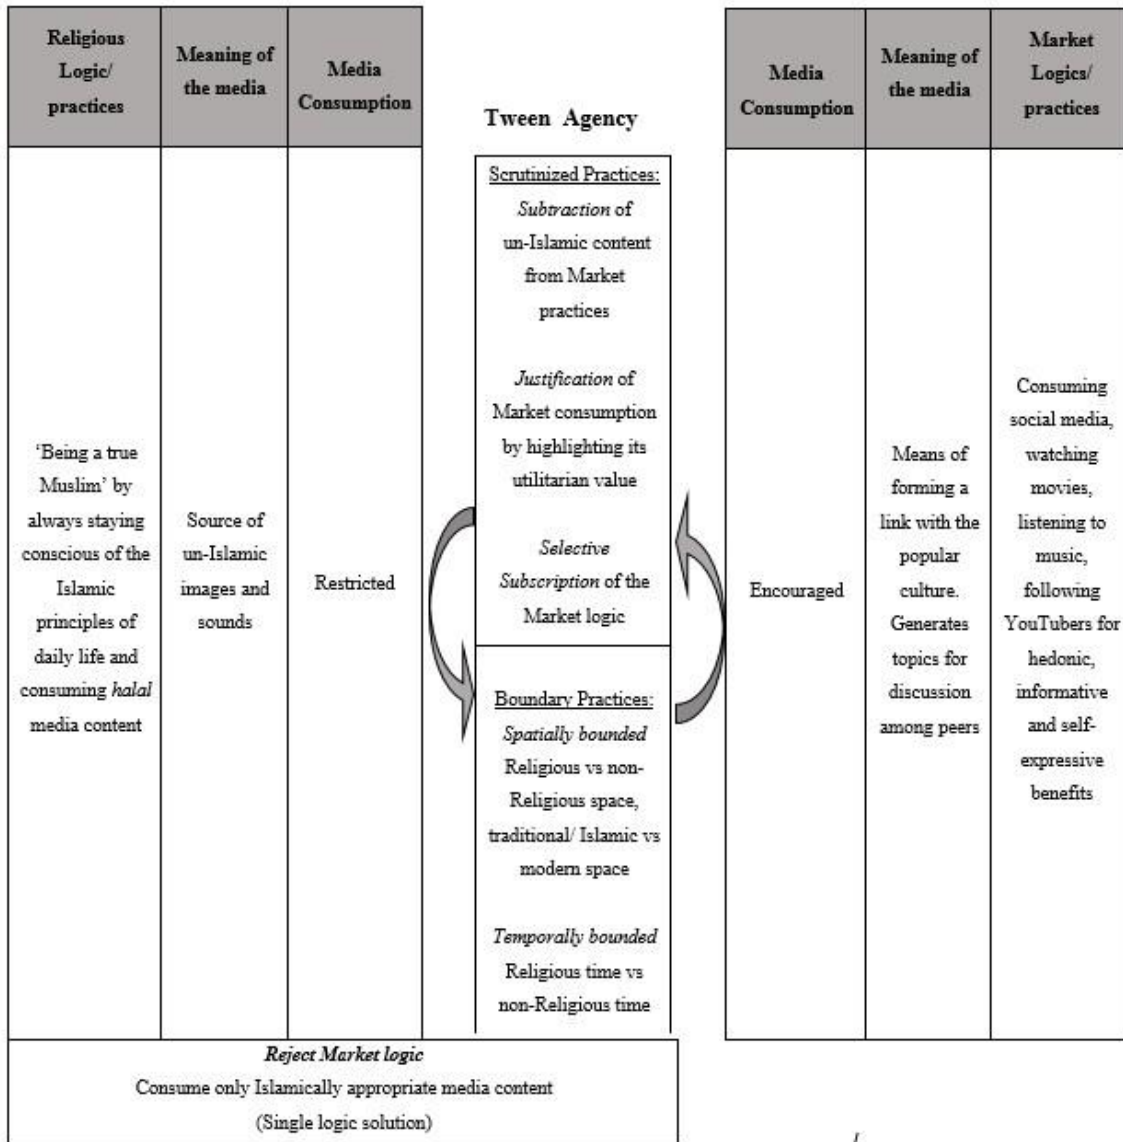 Religious
Logic/
practices
Meaning of
the media
Media
Consumption
'Being a true
Muslim' by
always staying
conscious of the
Islamic
principles of
daily life and
consuming halal
media content
Source of
un-Islamic
images and
sounds
Restricted
Tween Agency
Scrutinized Practices:
Subtraction of
un-Islamic content
from Market
practices
Justification of
Market consumption
by highlighting its
utilitarian value
Selective
Subscription of the
Market logic
Boundary Practices:
Spatially bounded
Religious vs non-
Religious space,
traditional/ Islamic vs
modern space
Temporally bounded
Religious time vs
non-Religious time
Media
Consumption
Meaning of
the media
Market
Logics/
practices
Encouraged
Means of
forming a
link with the
popular
culture.
Generates
topics for
discussion
among peers
Consuming
social media,
watching
movies,
listening to
music,
following
YouTubers for
hedonic,
informative
and self-
expressive
benefits
Reject Market logic
Consume only Islamically appropriate media content
(Single logic solution)